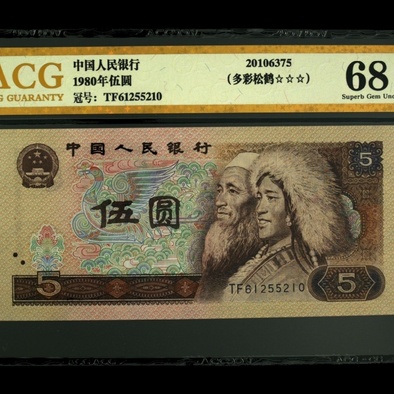 ACG
NG GUARANTY
中国人民银行
1980年伍圆
冠号：TF61255210
20106375
(多彩松鹤☆☆☆)
68
Superb Gem Unc
中国人民银行
5
伍圆
5
TF61255210
5